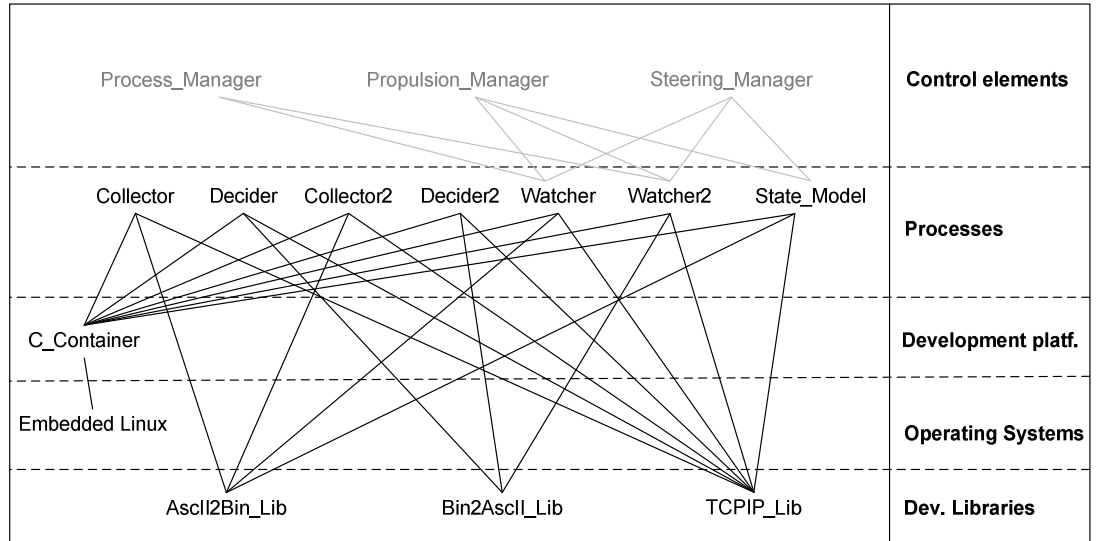 Process_Manager Propulsion_Manager Steering_Manager Control elements
Collector Decider Collector2 Decider2 Watcher Watcher2 State_Model
Processes
C_Container Development platf.
Embedded Linux Operating Systems
AscII2Bin_Lib Bin2AscII_Lib TCPIP_Lib Dev. Libraries